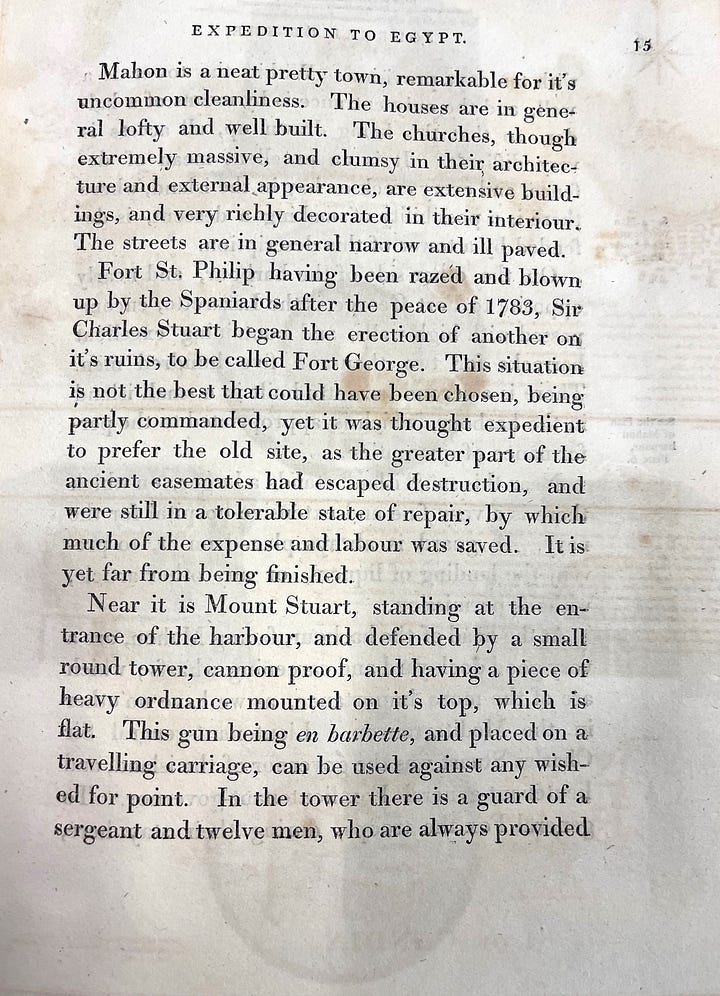 EXPEDITION TO EGYPT. 15
Mahon is a neat pretty town, remarkable for it's
uncommon cleanliness. The houses are in gene-
ral lofty and well built. The churches, though
extremely massive, and clumsy in their architec-
ture and external appearance, are extensive build-
ings, and very richly decorated in their interiour.
The streets are in general narrow and ill paved.
Fort St. Philip having been razed and blown
up by the Spaniards after the peace of 1783, Sir
Charles Stuart began the erection of another on
it's ruins, to be called Fort George. This situation
is not the best that could have been chosen, being
partly commanded, yet it was thought expedient
to prefer the old site, as the greater part of the
ancient casemates had escaped destruction, and
were still in a tolerable state of repair, by which
much of the expense and labour was saved. It is
yet far from being finished.
Near it is Mount Stuart, standing at the en-
trance of the harbour, and defended by a small
round tower, cannon proof, and having a piece of
heavy ordnance mounted on it's top, which is
flat. This gun being en barbette, and placed on a
travelling carriage, can be used against any wish-
ed for point. In the tower there is a guard of a
sergeant and twelve men, who are always provided